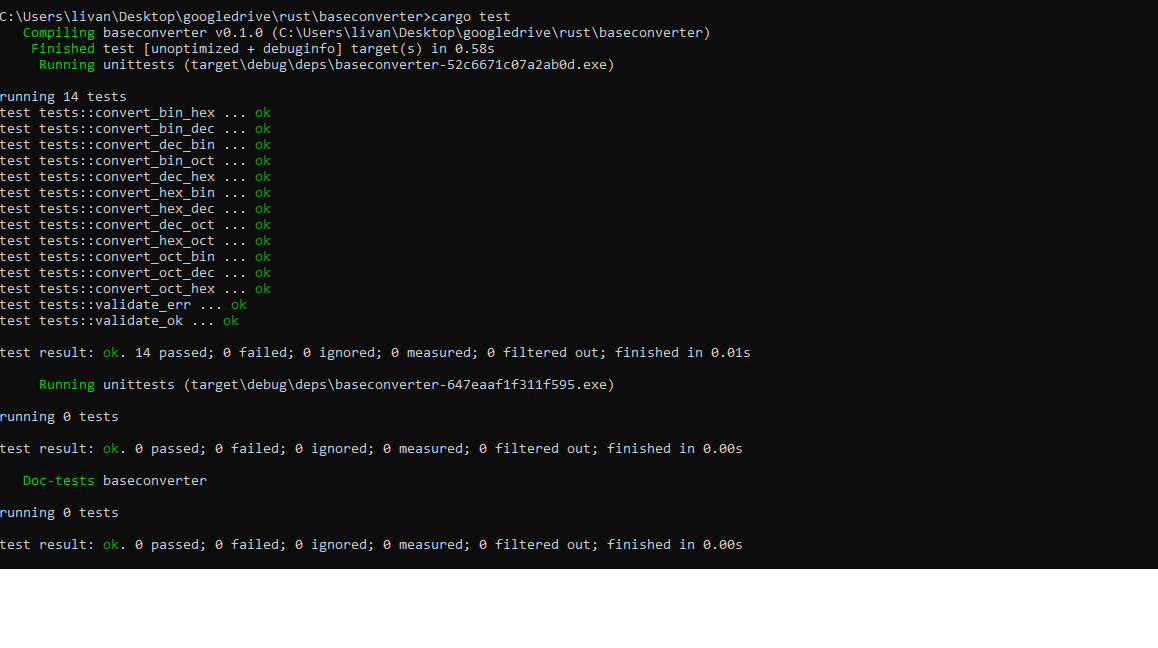 C:\Users\livan\Desktop\googledrive\rust\baseconverter>cargo test
Compiling baseconverter v0.1.0 (C:\Users\livan\Desktop\googledrive\rust\baseconverter)
Finished test [unoptimized + debuginfo] target(s) in 0.58s
Running unittests (target\debug\deps\baseconverter-52c6671c07a2ab0d.exe)
running 14 tests
test tests::convert_bin_hex ... ok
test tests::convert_bin_dec ... ok
test tests::convert_dec_bin ... ok
test tests::convert_bin_oct ... ok
test tests::convert_dec_hex ... ok
test tests::convert_hex_bin ... ok
test tests::convert_hex_dec ... ok
test tests::convert_dec_oct ... ok
test tests::convert_hex_oct ... ok
test tests::convert_oct_bin ... ok
test tests::convert_oct_dec ... ok
test tests::convert_oct_hex ... ok
test tests::validate_err ... ok
test tests::validate_ok ... ok
test result: ok. 14 passed; 0 failed; 0 ignored; 0 measured; 0 filtered out; finished in 0.01s
Running unittests (target\debug\deps\baseconverter-647eaaf1f311f595.exe)
running 0 tests
test result: ok. 0 passed; 0 failed; 0 ignored; 0 measured; 0 filtered out; finished in 0.00s
Doc-tests baseconverter
running 0 tests
test result: ok. 0 passed; 0 failed; 0 ignored; 0 measured; 0 filtered out; finished in 0.00s